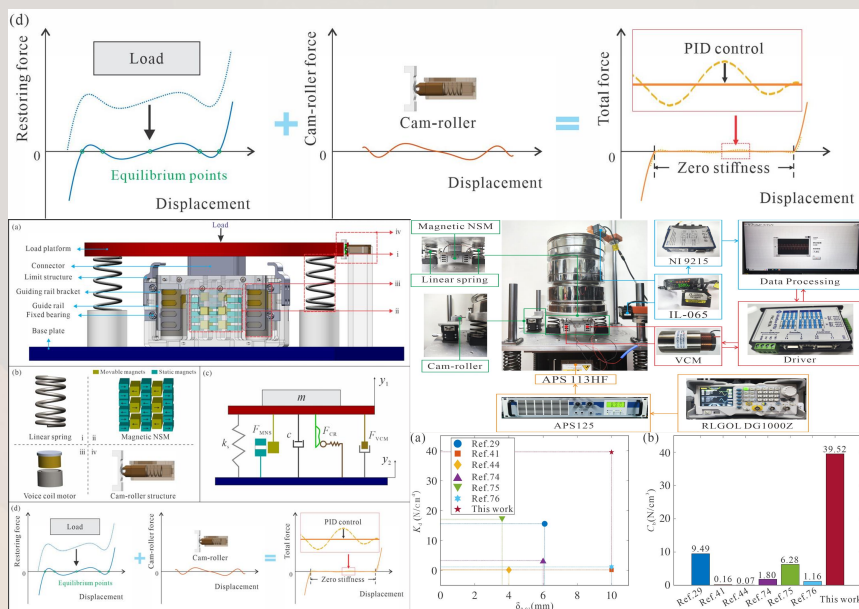 (d)
Restoring force
Load
0
Equilibrium points
Displacement
Cam-roller force
Cam-roller
0
Displacement
Total force
PID control
0
Zero stiffness
Displacement
(a)
Load
iv
Load platform
i
Connector
Limit structure
iii
Guiding rail bracket
Guide rail
ii
Fixed bearing
Base plate
Magnetic NSM
Linear spring
Cam-roller
APS 113HF
APS125
NI 9215
Data Processing
IL-065
VCM
Driver
RLGOL DG1000Z
(b)
Movable magnets
Static magnets
Linear spring
i
ii
Magnetic NSM
iii
iv
Voice coil motor
Cam-roller structure
(c)
m
y₁
kₛ
F_MNS
c
F_CR
F_VCM
y₂
(d)
Restoring force
Load
0
Equilibrium points
Displacement
Cam-roller force
Cam-roller
0
Displacement
Total force
PID control
0
Zero stiffness
Displacement
(a)
40
35
30
25
20
15
10
5
0
0
2
4
6
8
10
(mm)
Ref.29
Ref.41
Ref.44
Ref.74
Ref.75
Ref.76
This work
(b)
(N/cm³)
39.52
9.49
0.16
0.07
1.80
6.28
1.16
Ref.29
Ref.41
Ref.44
Ref.74
Ref.75
Ref.76
This work